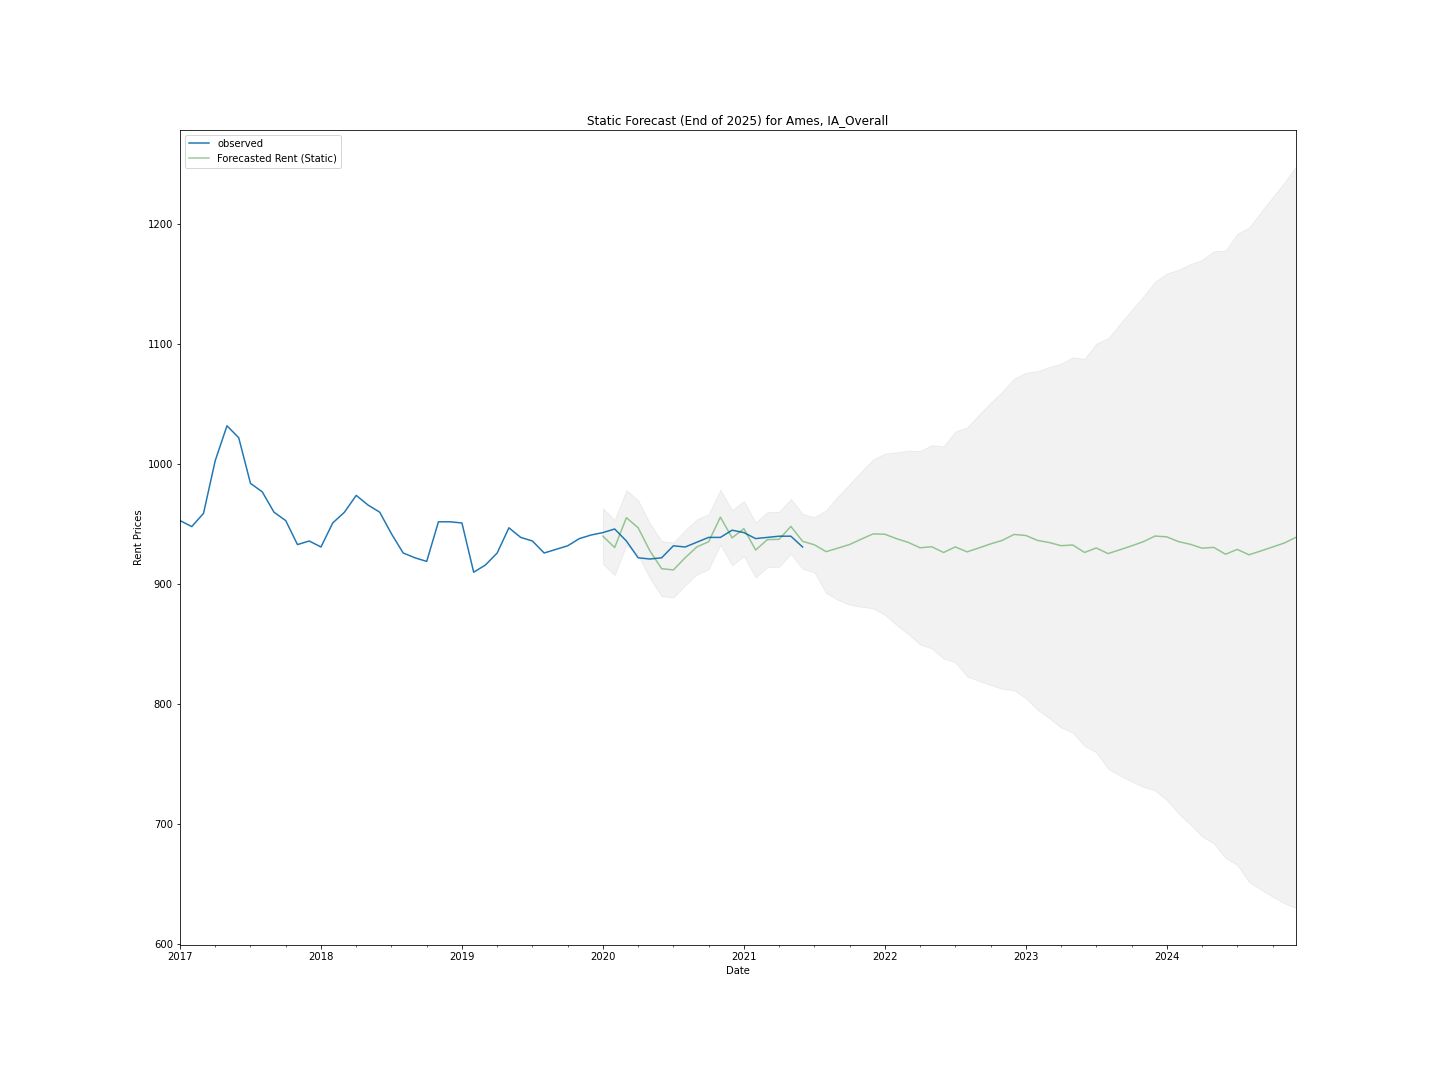 Static Forecast (End of 2025) for Ames, IA_Overall
observed
Forecasted Rent (Static)
1200
1100
1000
900
800
700
600
Rent Prices
2017 2018 2019 2020 2021 2022 2023 2024
Date